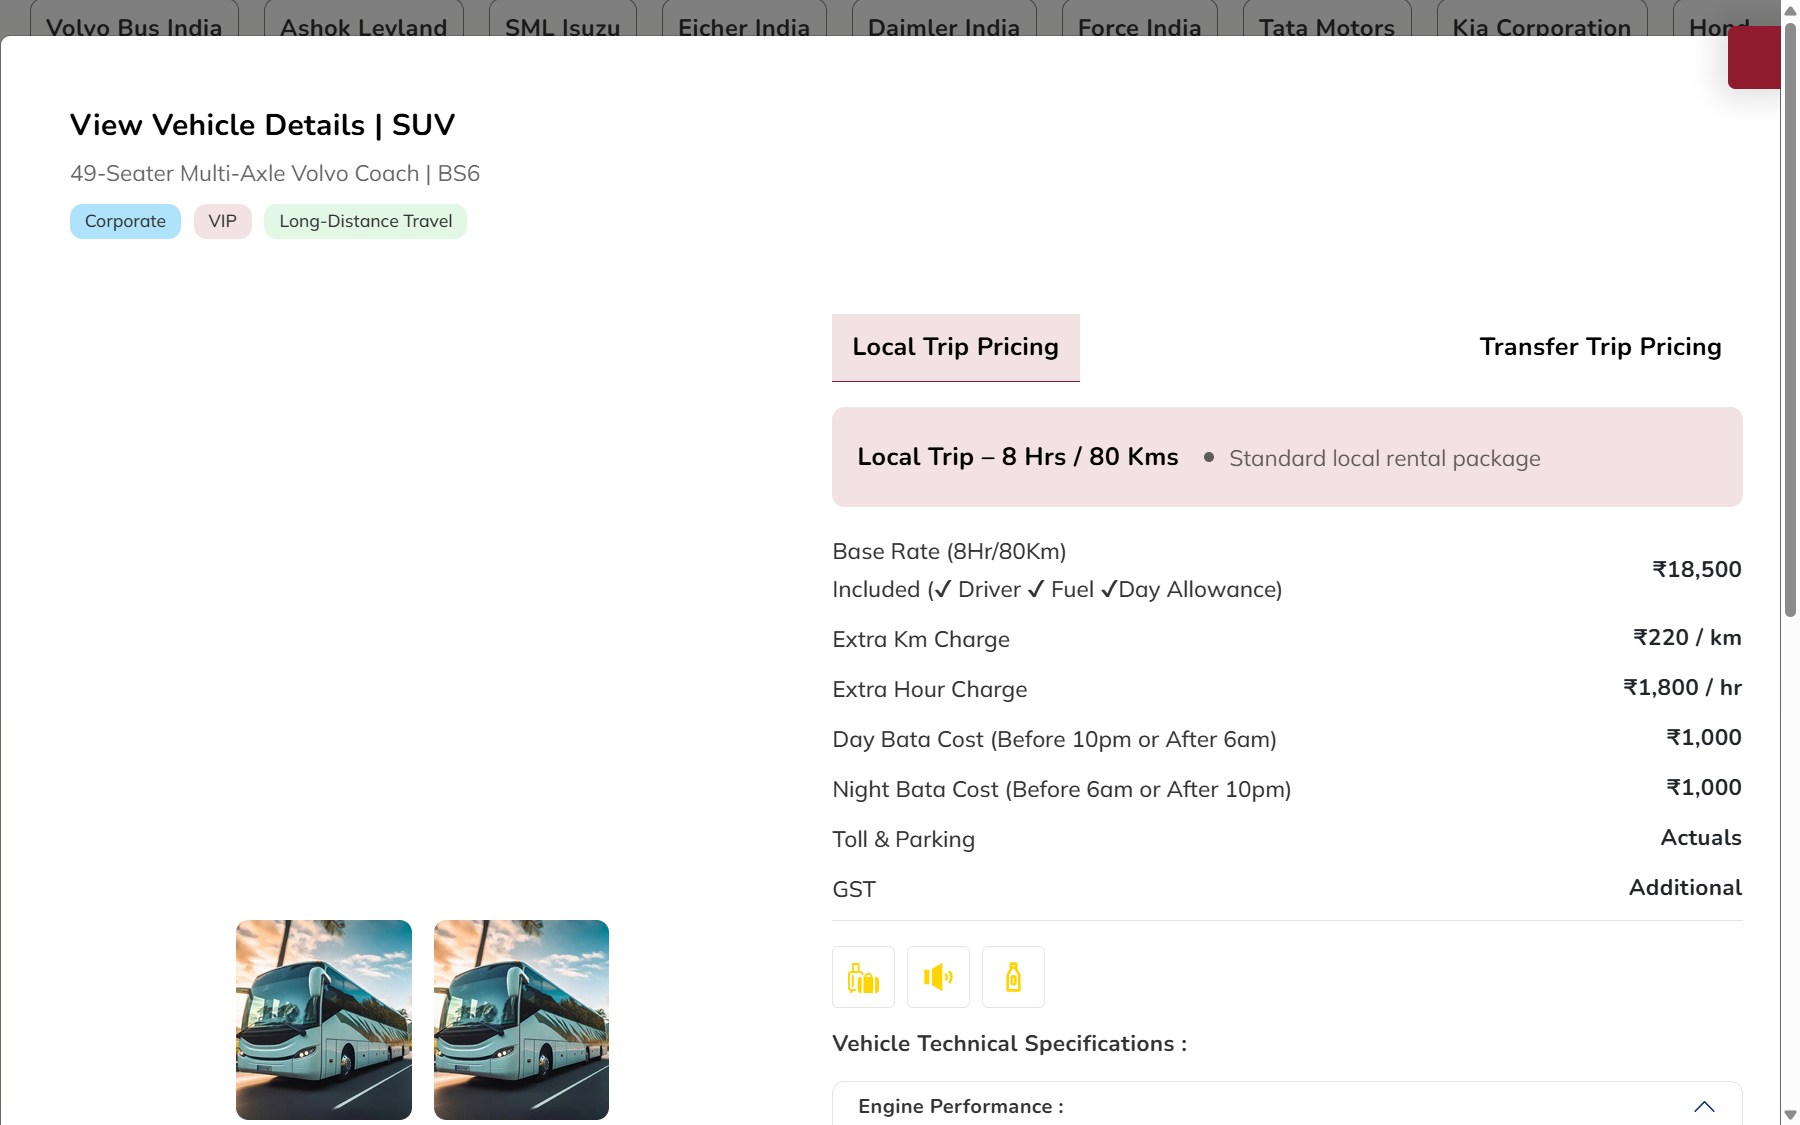 Volvo Bus India
Ashok Leyland
SML Isuzu
Eicher India
Daimler India
Force India
Tata Motors
Kia Corporation
Hond
View Vehicle Details | SUV
49-Seater Multi-Axle Volvo Coach | BS6
Corporate
VIP
Long-Distance Travel
Local Trip Pricing
Transfer Trip Pricing
Local Trip – 8 Hrs / 80 Kms
Standard local rental package
Base Rate (8Hr/80Km)
Included (✓ Driver ✓ Fuel ✓Day Allowance)
₹18,500
Extra Km Charge
₹220 / km
Extra Hour Charge
₹1,800 / hr
Day Bata Cost (Before 10pm or After 6am)
₹1,000
Night Bata Cost (Before 6am or After 10pm)
₹1,000
Toll & Parking
Actuals
GST
Additional
Vehicle Technical Specifications :
Engine Performance :